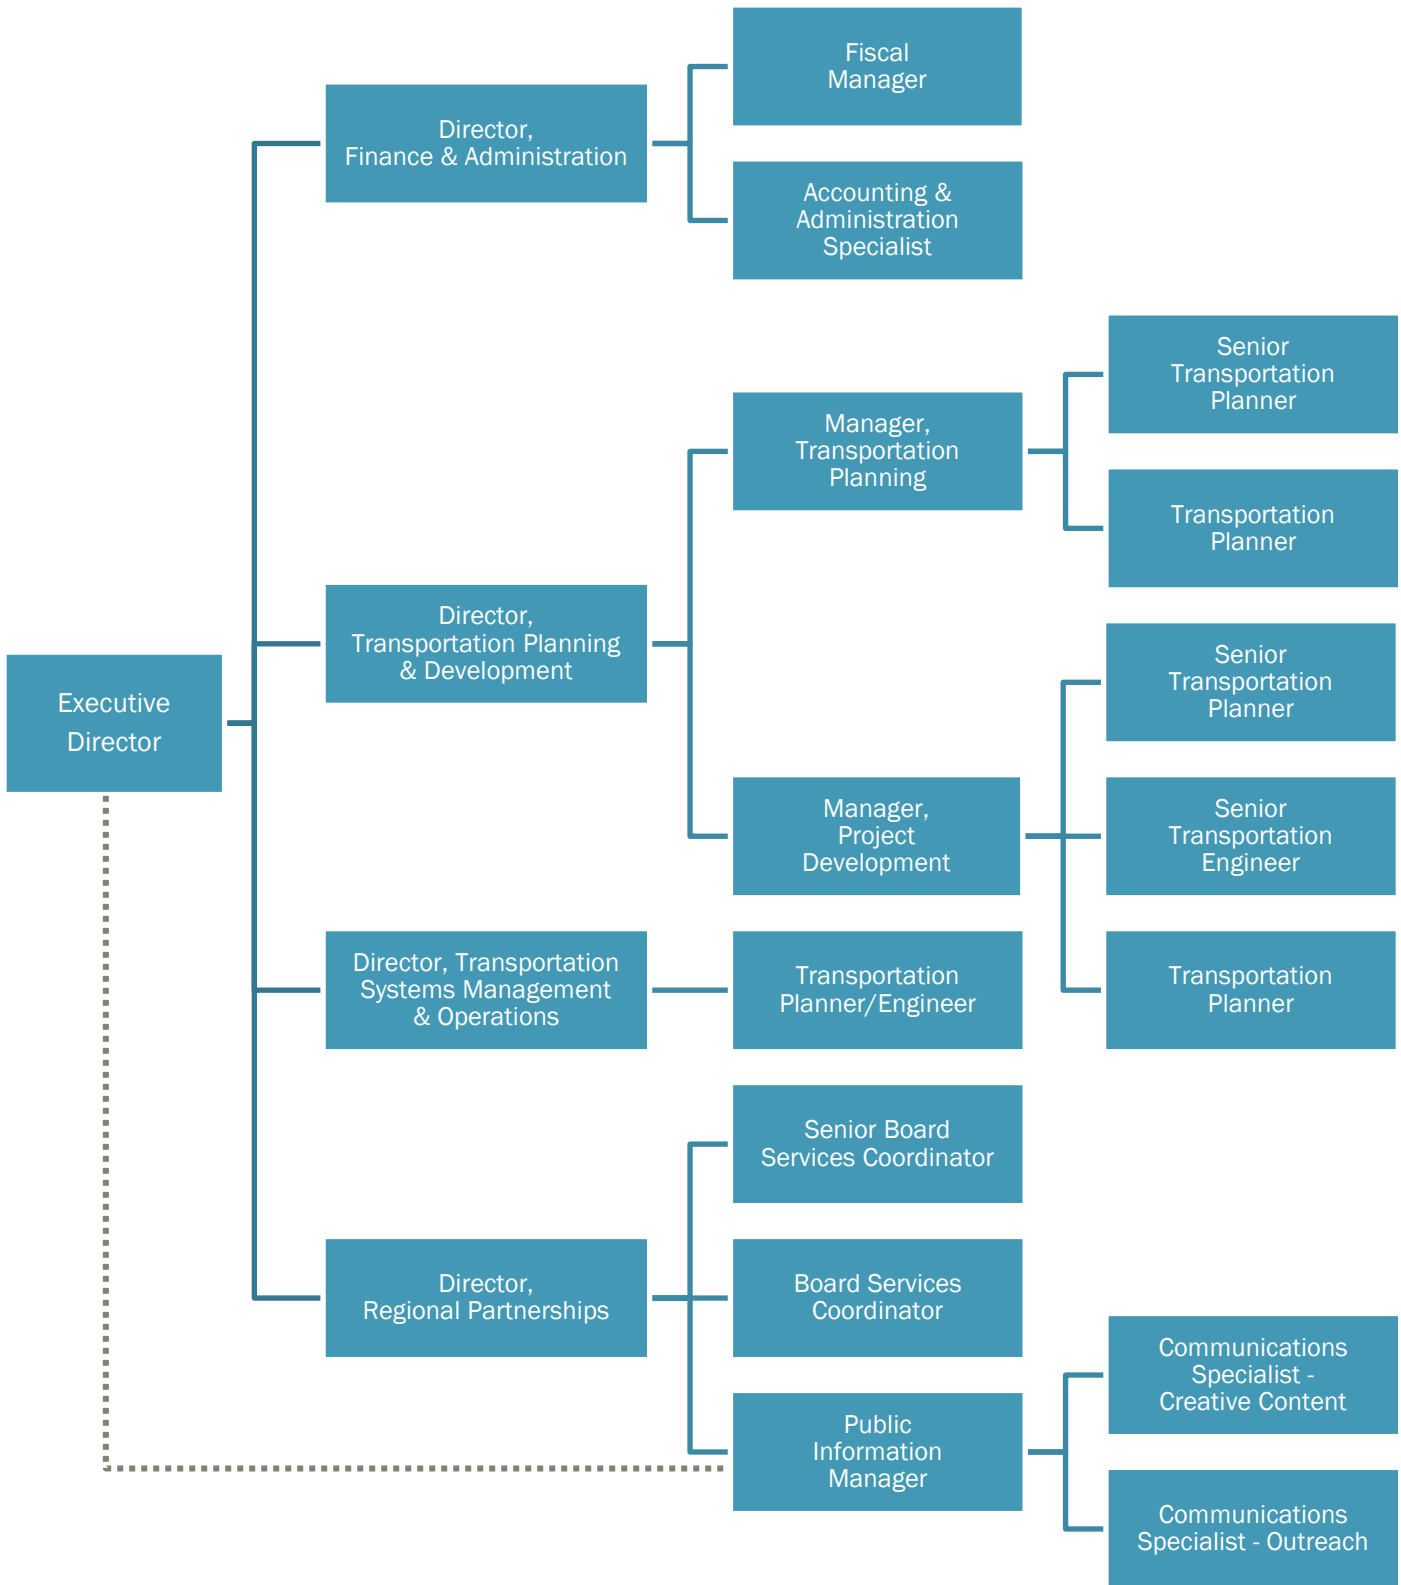 Executive
Director
Director,
Finance & Administration
Fiscal
Manager
Accounting &
Administration
Specialist
Director,
Transportation Planning
& Development
Manager,
Transportation
Planning
Senior
Transportation
Planner
Transportation
Planner
Manager,
Project
Development
Senior
Transportation
Planner
Senior
Transportation
Engineer
Transportation
Planner
Director, Transportation
Systems Management
& Operations
Transportation
Planner/Engineer
Director,
Regional Partnerships
Senior Board
Services Coordinator
Board Services
Coordinator
Public
Information
Manager
Communications
Specialist -
Creative Content
Communications
Specialist - Outreach